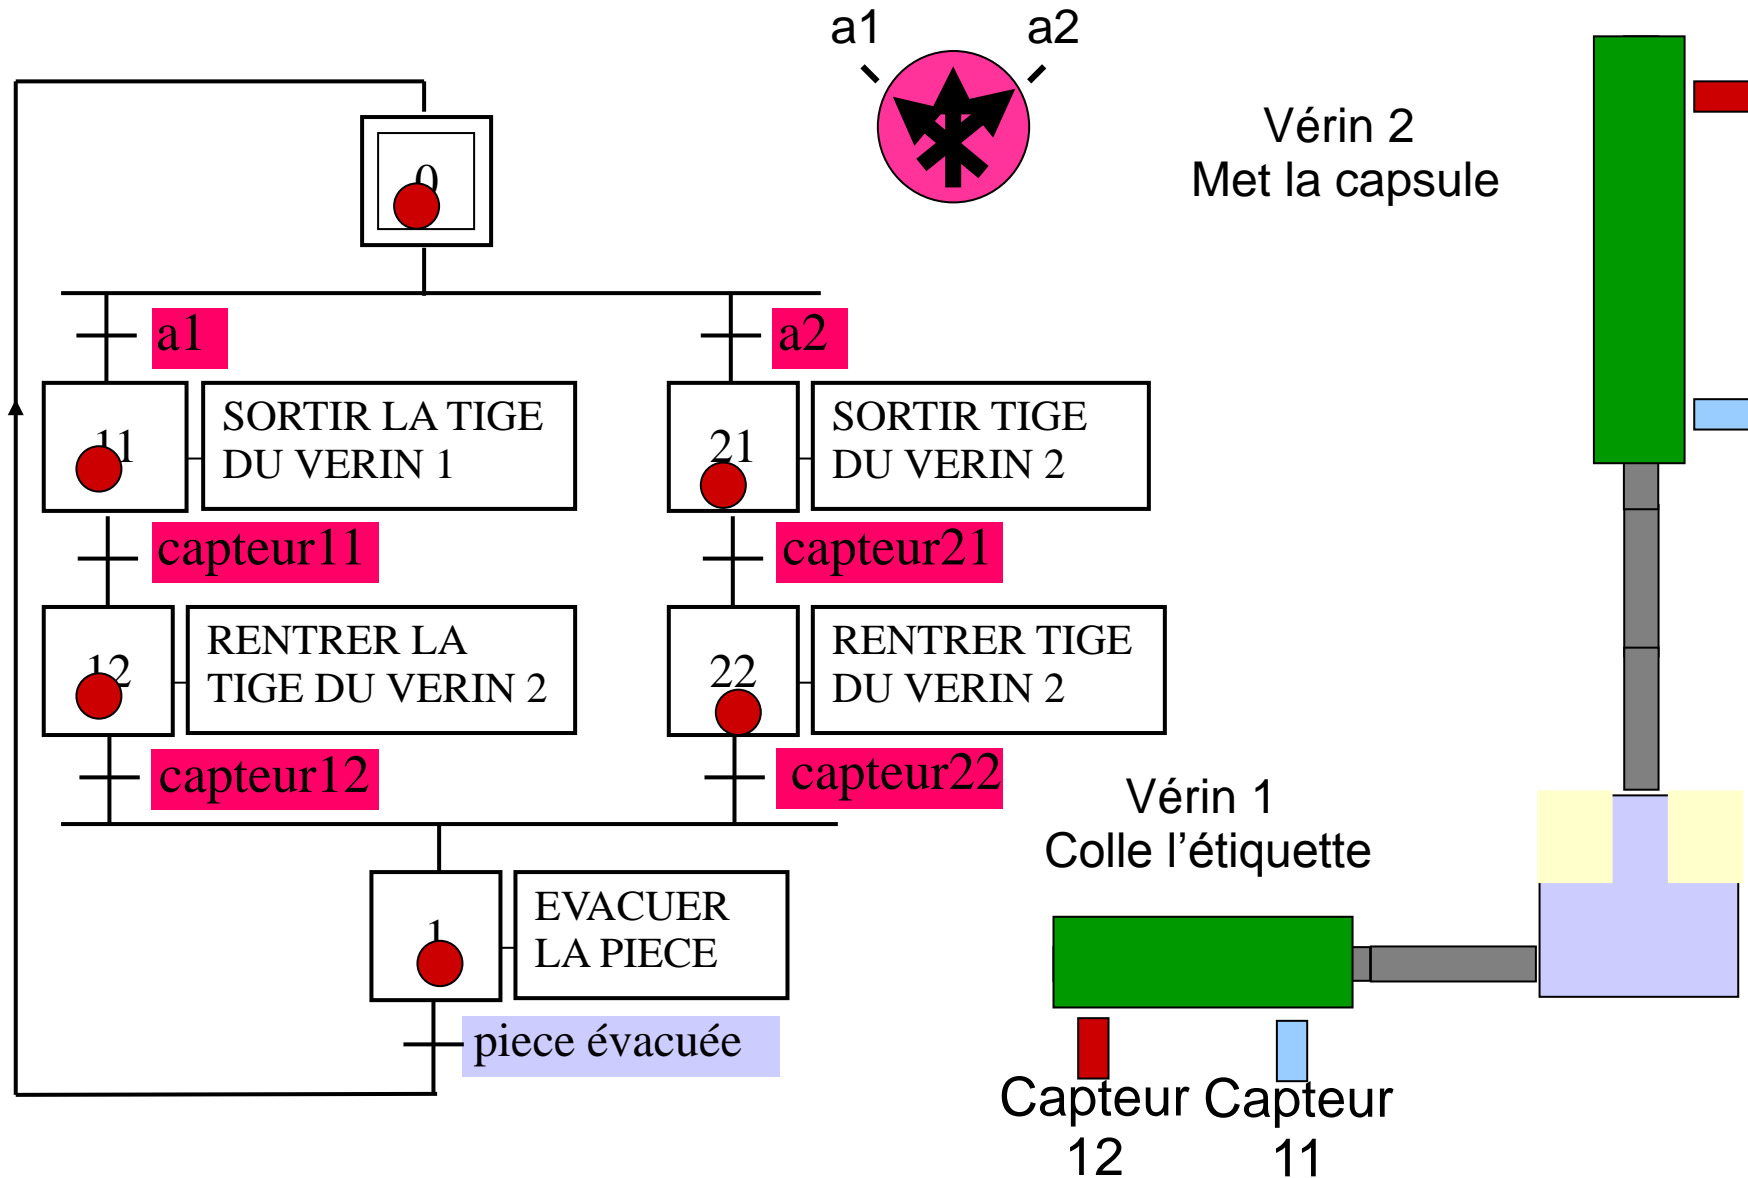 a1
a2
Vérin 2
Met la capsule
0
a1
a2
11
SORTIR LA TIGE
DU VERIN 1
21
SORTIR TIGE
DU VERIN 2
capteur11
capteur21
12
RENTRER LA
TIGE DU VERIN 2
22
RENTRER TIGE
DU VERIN 2
capteur12
capteur22
Vérin 1
Colle l’étiquette
1
EVACUER
LA PIECE
piece évacuée
Capteur
12
Capteur
11